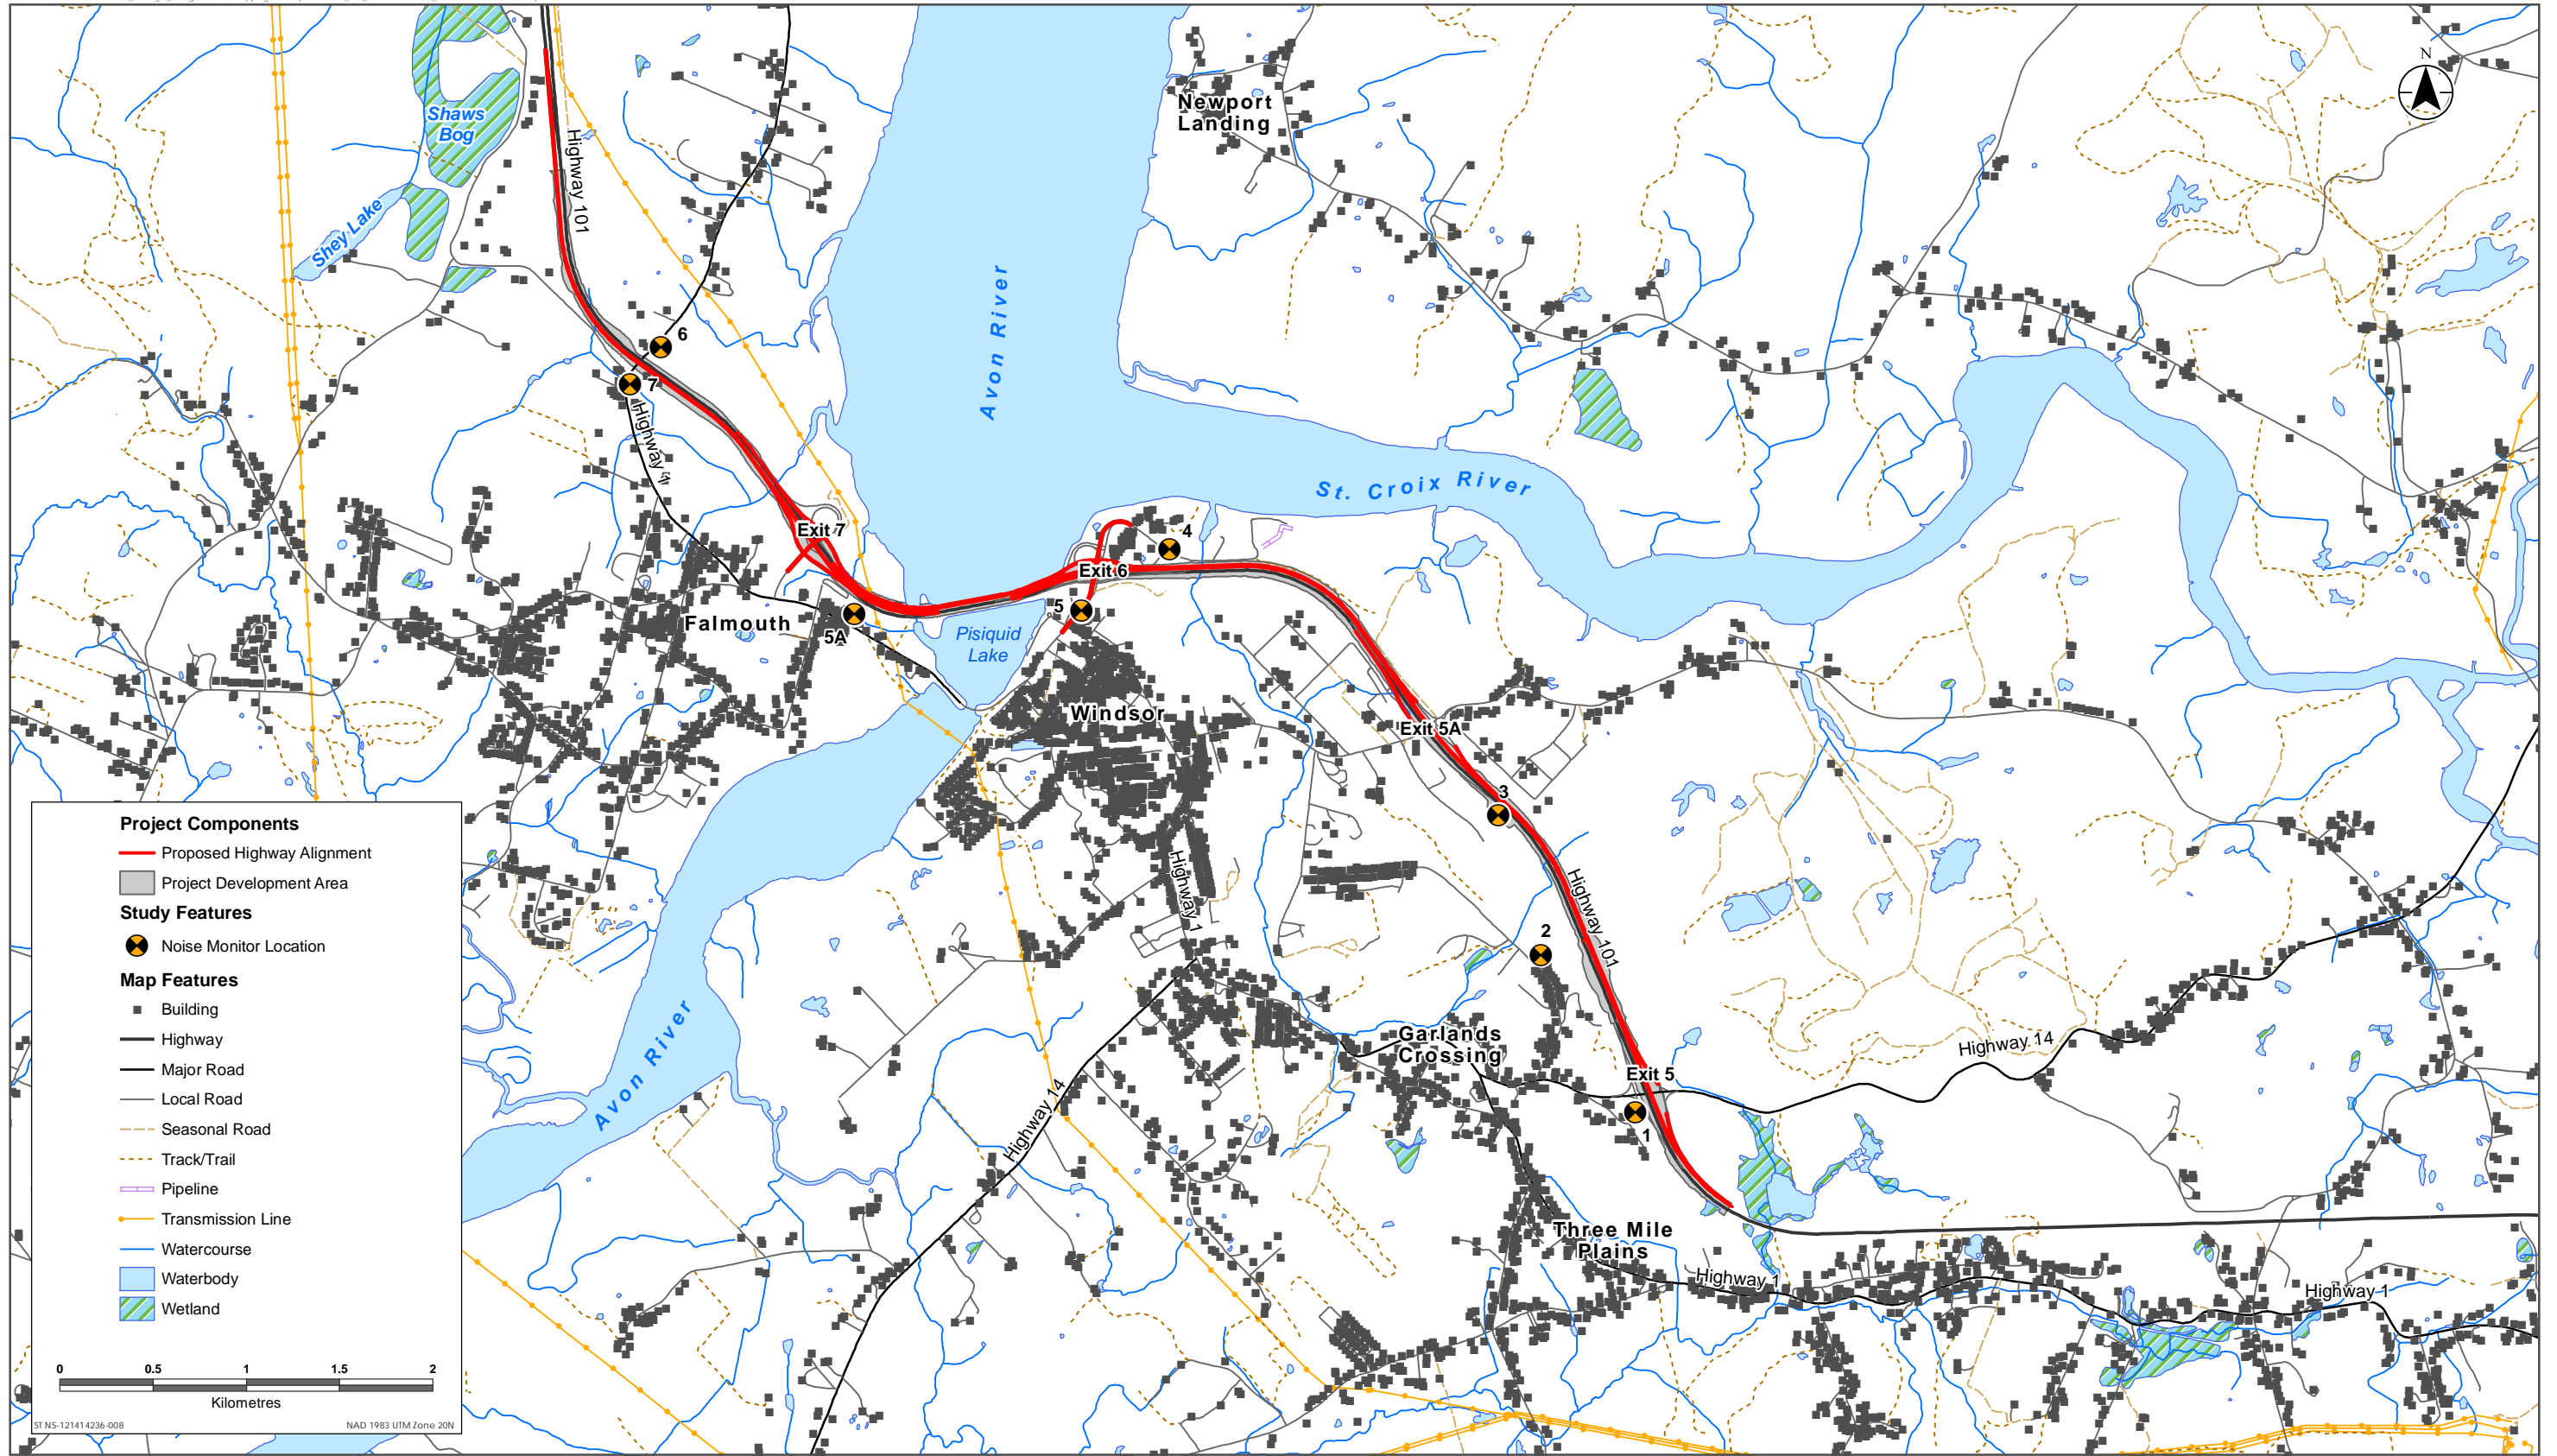 N
Newport
Landing
Shaws
Bog
Highway 101
Shey Lake
Avon River
6
7
Highway 1
St. Croix River
Exit 7
4
Exit 6
5
5A
Falmouth
Pisiquid
Lake
Windsor
Exit 5A
3
Highway 1
Highway 101
2
Garlands
Crossing
Avon River
Highway 14
Highway 14
Exit 5
1
Three Mile
Plains
Highway 1
Highway 1
Project Components
Proposed Highway Alignment
Project Development Area
Study Features
Noise Monitor Location
Map Features
Building
Highway
Major Road
Local Road
Seasonal Road
Track/Trail
Pipeline
Transmission Line
Watercourse
Waterbody
Wetland
0 0.5 1 1.5 2
Kilometres
ST NS-121414236-008 NAD 1983 UTM Zone 20N